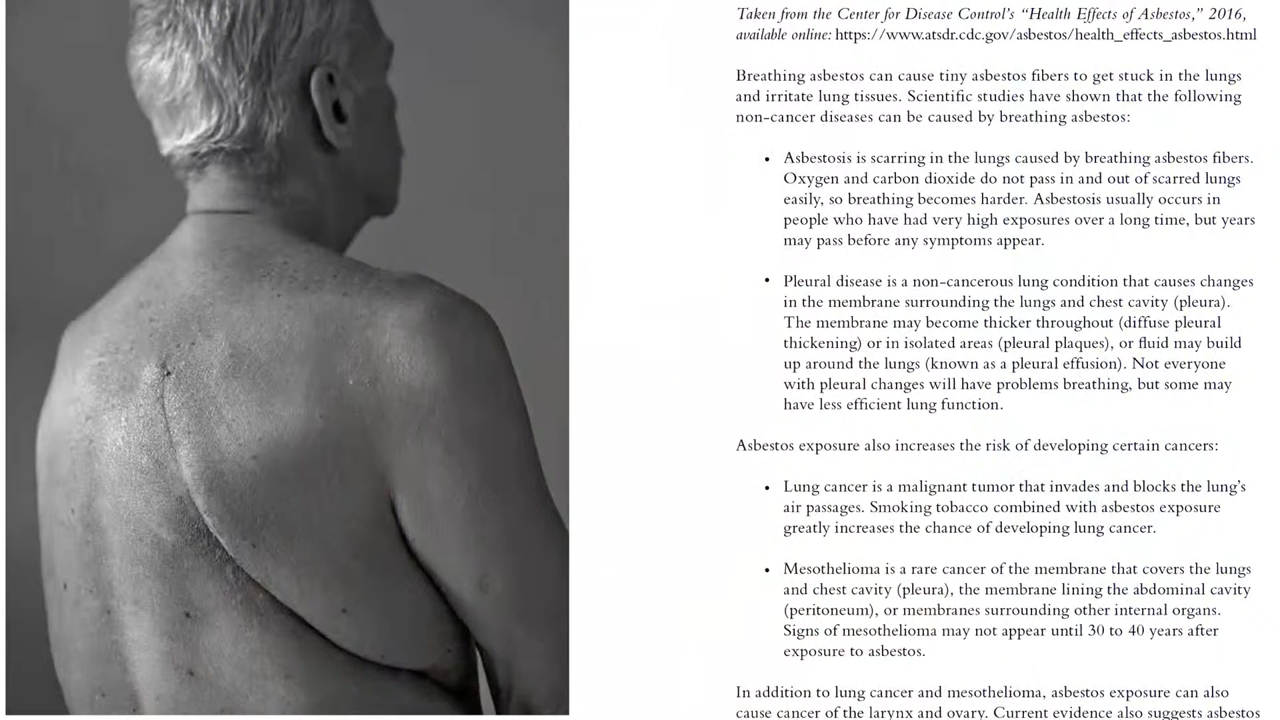 Taken from the Center for Disease Control's “Health Effects of Asbestos,” 2016,
available online: https://www.atsdr.cdc.gov/asbestos/health_effects_asbestos.html
Breathing asbestos can cause tiny asbestos fibers to get stuck in the lungs
and irritate lung tissues. Scientific studies have shown that the following
non-cancer diseases can be caused by breathing asbestos:
• Asbestosis is scarring in the lungs caused by breathing asbestos fibers.
Oxygen and carbon dioxide do not pass in and out of scarred lungs
easily, so breathing becomes harder. Asbestosis usually occurs in
people who have had very high exposures over a long time, but years
may pass before any symptoms appear.
• Pleural disease is a non-cancerous lung condition that causes changes
in the membrane surrounding the lungs and chest cavity (pleura).
The membrane may become thicker throughout (diffuse pleural
thickening) or in isolated areas (pleural plaques), or fluid may build
up around the lungs (known as a pleural effusion). Not everyone
with pleural changes will have problems breathing, but some may
have less efficient lung function.
Asbestos exposure also increases the risk of developing certain cancers:
• Lung cancer is a malignant tumor that invades and blocks the lung's
air passages. Smoking tobacco combined with asbestos exposure
greatly increases the chance of developing lung cancer.
• Mesothelioma is a rare cancer of the membrane that covers the lungs
and chest cavity (pleura), the membrane lining the abdominal cavity
(peritoneum), or membranes surrounding other internal organs.
Signs of mesothelioma may not appear until 30 to 40 years after
exposure to asbestos.
In addition to lung cancer and mesothelioma, asbestos exposure can also
cause cancer of the larynx and ovary. Current evidence also suggests asbestos